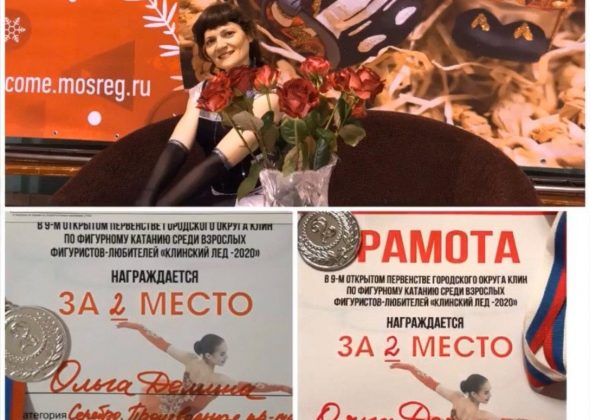 come.mosreg.ru
В 9-М ОТКРЫТОМ ПЕРВЕНСТВЕ ГОРОДСКОГО ОКРУГА КЛИН
ПО ФИГУРНОМУ КАТАНИЮ СРЕДИ ВЗРОСЛЫХ
ФИГУРИСТОВ-ЛЮБИТЕЛЕЙ «КЛИНСКИЙ ЛЕД -2020»
НАГРАЖДАЕТСЯ
ЗА 2 МЕСТО
Ольга Демина
атегория Серебро.
РАМОТА
В 9-М ОТКРЫТОМ ПЕРВЕНСТВЕ ГОРОДСКОГО ОКРУГА КЛИН
ПО ФИГУРНОМУ КАТАНИЮ СРЕДИ ВЗРОСЛЫХ
ФИГУРИСТОВ-ЛЮБИТЕЛЕЙ «КЛИНСКИЙ ЛЕД -2020»
НАГРАЖДАЕТСЯ
ЗА 2 МЕСТО